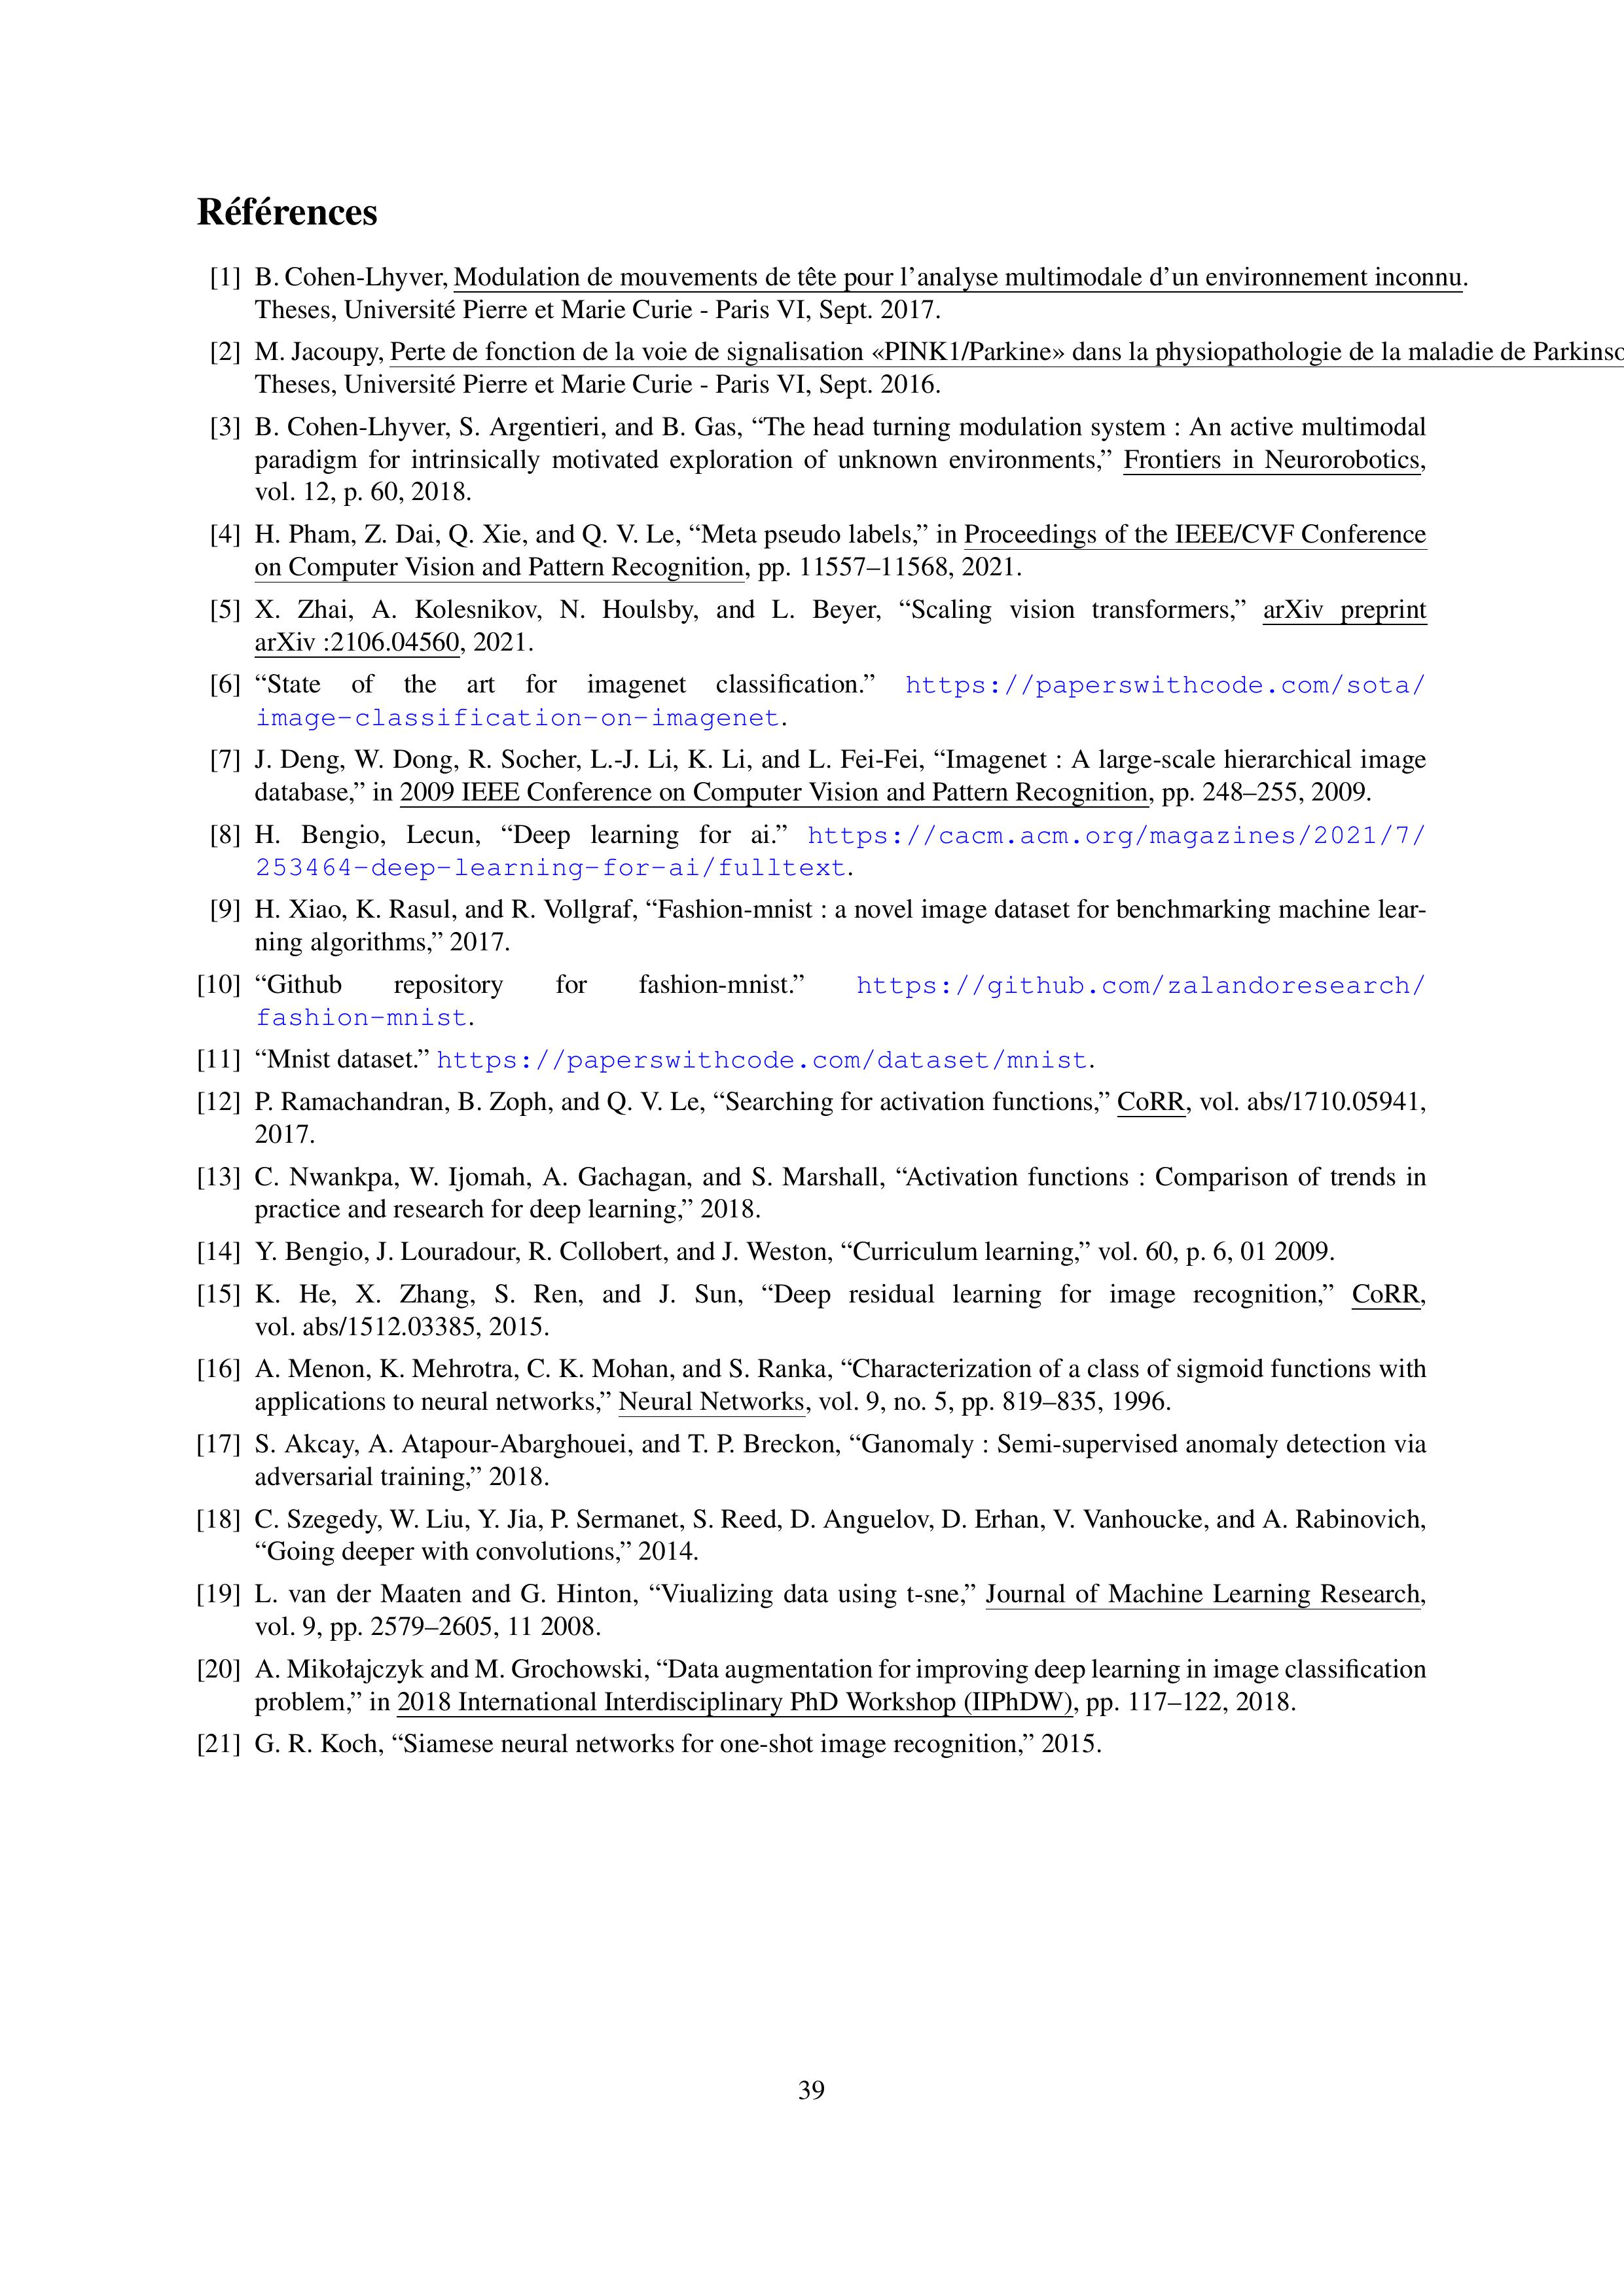 Références
[1] B. Cohen-Lhyver, Modulation de mouvements de tête pour l'analyse multimodale d'un environnement inconnu.
Theses, Université Pierre et Marie Curie - Paris VI, Sept. 2017.
[2] M. Jacoupy, Perte de fonction de la voie de signalisation «PINK1/Parkine» dans la physiopathologie de la maladie de Parkinso
Theses, Université Pierre et Marie Curie - Paris VI, Sept. 2016.
[3] B. Cohen-Lhyver, S. Argentieri, and B. Gas, “The head turning modulation system : An active multimodal
paradigm for intrinsically motivated exploration of unknown environments,” Frontiers in Neurorobotics,
vol. 12, p. 60, 2018.
[4] H. Pham, Z. Dai, Q. Xie, and Q. V. Le, “Meta pseudo labels,” in Proceedings of the IEEE/CVF Conference
on Computer Vision and Pattern Recognition, pp. 11557–11568, 2021.
[5] X. Zhai, A. Kolesnikov, N. Houlsby, and L. Beyer, “Scaling vision transformers,” arXiv preprint
arXiv :2106.04560, 2021.
[6] “State of the art for imagenet classification.” https://paperswithcode.com/sota/
image-classification-on-imagenet.
[7] J. Deng, W. Dong, R. Socher, L.-J. Li, K. Li, and L. Fei-Fei, “Imagenet : A large-scale hierarchical image
database,” in 2009 IEEE Conference on Computer Vision and Pattern Recognition, pp. 248–255, 2009.
[8] H. Bengio, Lecun, “Deep learning for ai.” https://cacm.acm.org/magazines/2021/7/
253464-deep-learning-for-ai/fulltext.
[9] H. Xiao, K. Rasul, and R. Vollgraf, “Fashion-mnist : a novel image dataset for benchmarking machine lear-
ning algorithms,” 2017.
[10] “Github repository for fashion-mnist.” https://github.com/zalandoresearch/
fashion-mnist.
[11] “Mnist dataset.” https://paperswithcode.com/dataset/mnist.
[12] P. Ramachandran, B. Zoph, and Q. V. Le, “Searching for activation functions,” CoRR, vol. abs/1710.05941,
2017.
[13] C. Nwankpa, W. Ijomah, A. Gachagan, and S. Marshall, “Activation functions : Comparison of trends in
practice and research for deep learning,” 2018.
[14] Y. Bengio, J. Louradour, R. Collobert, and J. Weston, “Curriculum learning,” vol. 60, p. 6, 01 2009.
[15] K. He, X. Zhang, S. Ren, and J. Sun, “Deep residual learning for image recognition,” CoRR,
vol. abs/1512.03385, 2015.
[16] A. Menon, K. Mehrotra, C. K. Mohan, and S. Ranka, “Characterization of a class of sigmoid functions with
applications to neural networks,” Neural Networks, vol. 9, no. 5, pp. 819–835, 1996.
[17] S. Akcay, A. Atapour-Abarghouei, and T. P. Breckon, “Ganomaly : Semi-supervised anomaly detection via
adversarial training,” 2018.
[18] C. Szegedy, W. Liu, Y. Jia, P. Sermanet, S. Reed, D. Anguelov, D. Erhan, V. Vanhoucke, and A. Rabinovich,
“Going deeper with convolutions,” 2014.
[19] L. van der Maaten and G. Hinton, “Viualizing data using t-sne,” Journal of Machine Learning Research,
vol. 9, pp. 2579–2605, 11 2008.
[20] A. Mikołajczyk and M. Grochowski, “Data augmentation for improving deep learning in image classification
problem,” in 2018 International Interdisciplinary PhD Workshop (IIPhDW), pp. 117–122, 2018.
[21] G. R. Koch, “Siamese neural networks for one-shot image recognition,” 2015.
39